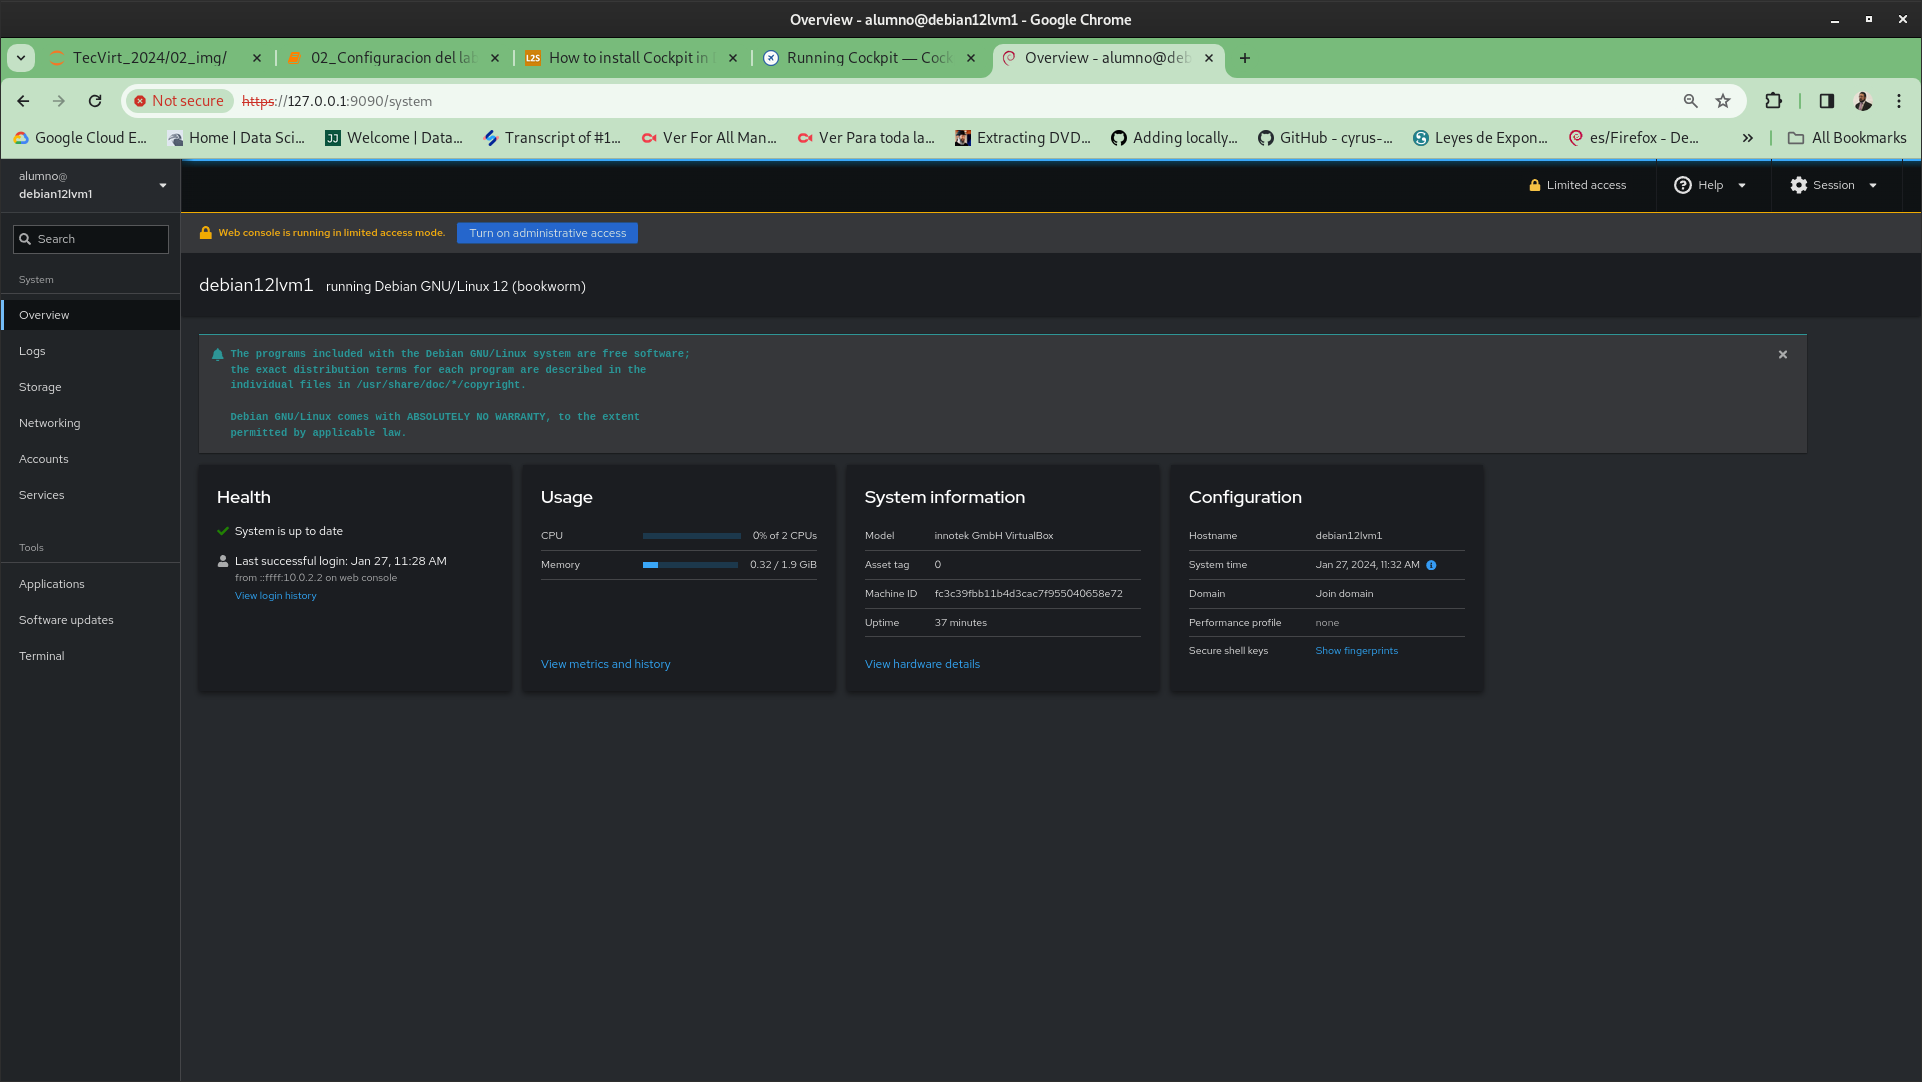 Overview - alumno@debian12lvm1 - Google Chrome
TecVirt_2024/02_img/
02_Configuracion del lab
How to install Cockpit in
Running Cockpit — Cock
Overview - alumno@deb
Not secure
https://127.0.0.1:9090/system
Google Cloud E...
Home | Data Sci...
Welcome | Data...
Transcript of #1...
Ver For All Man...
Ver Para toda la...
Extracting DVD...
Adding locally...
GitHub - cyrus-...
Leyes de Expon...
es/Firefox - De...
All Bookmarks
alumno@
debian12lvm1
Limited access
Help
Session
Search
Web console is running in limited access mode.
Turn on administrative access
System
debian12lvm1 running Debian GNU/Linux 12 (bookworm)
Overview
Logs
Storage
Networking
Accounts
Services
Tools
Applications
Software updates
Terminal
The programs included with the Debian GNU/Linux system are free software;
the exact distribution terms for each program are described in the
individual files in /usr/share/doc/*/copyright.
Debian GNU/Linux comes with ABSOLUTELY NO WARRANTY, to the extent
permitted by applicable law.
Health
System is up to date
Last successful login: Jan 27, 11:28 AM
from ::ffff:10.0.2.2 on web console
View login history
Usage
CPU 0% of 2 CPUs
Memory 0.32 / 1.9 GiB
View metrics and history
System information
Model innotek GmbH VirtualBox
Asset tag 0
Machine ID fc3c39fbb11b4d3cac7f955040658e72
Uptime 37 minutes
View hardware details
Configuration
Hostname debian12lvm1
System time Jan 27, 2024, 11:32 AM
Domain Join domain
Performance profile none
Secure shell keys Show fingerprints